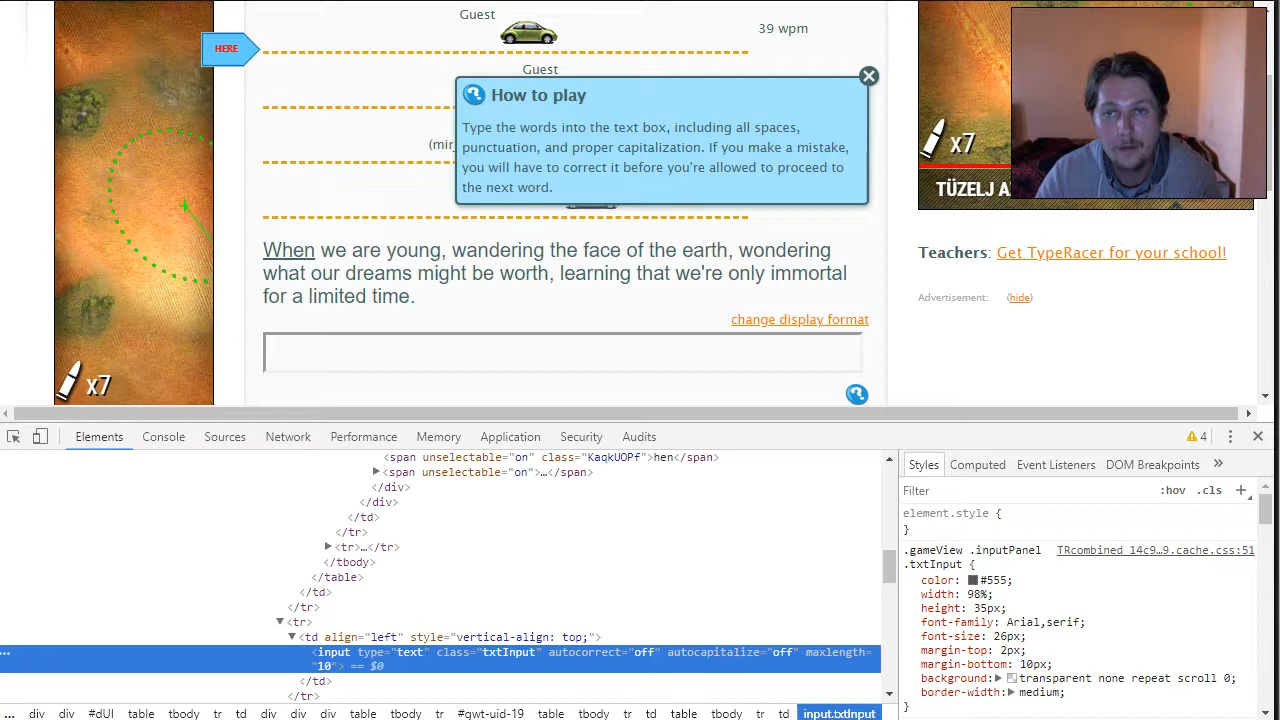 Guest
39 wpm
HERE
Guest
How to play
Type the words into the text box, including all spaces,
punctuation, and proper capitalization. If you make a mistake,
you will have to correct it before you're allowed to proceed to
the next word.
(mir
x7
TÜZELJ A
When we are young, wandering the face of the earth, wondering
what our dreams might be worth, learning that we're only immortal
for a limited time.
change display format
Teachers: Get TypeRacer for your school!
Advertisement: (hide)
x7
Elements Console Sources Network Performance Memory Application Security Audits 4
<span unselectable="on" class="KaqkUOPf">hen</span>
<span unselectable="on">…</span>
</div>
</div>
</td>
</tr>
<tr>…</tr>
</tbody>
</table>
</td>
</tr>
<tr>
<td align="left" style="vertical-align: top;">
<input type="text" class="txtInput" autocorrect="off" autocapitalize="off" maxlength=
"10"> == $0
</td>
</tr>
... div div #dUI table tbody tr td div div div table tbody tr #gwt-uid-19 table tbody tr td table tbody tr td input.txtInput
Styles Computed Event Listeners DOM Breakpoints »
Filter :hov .cls +
element.style {
}
.gameView .inputPanel TRcombined 14c9…9.cache.css:51
.txtInput {
color: #555;
width: 98%;
height: 35px;
font-family: Arial,serif;
font-size: 26px;
margin-top: 2px;
margin-bottom: 10px;
background: transparent none repeat scroll 0;
border-width: medium;
}